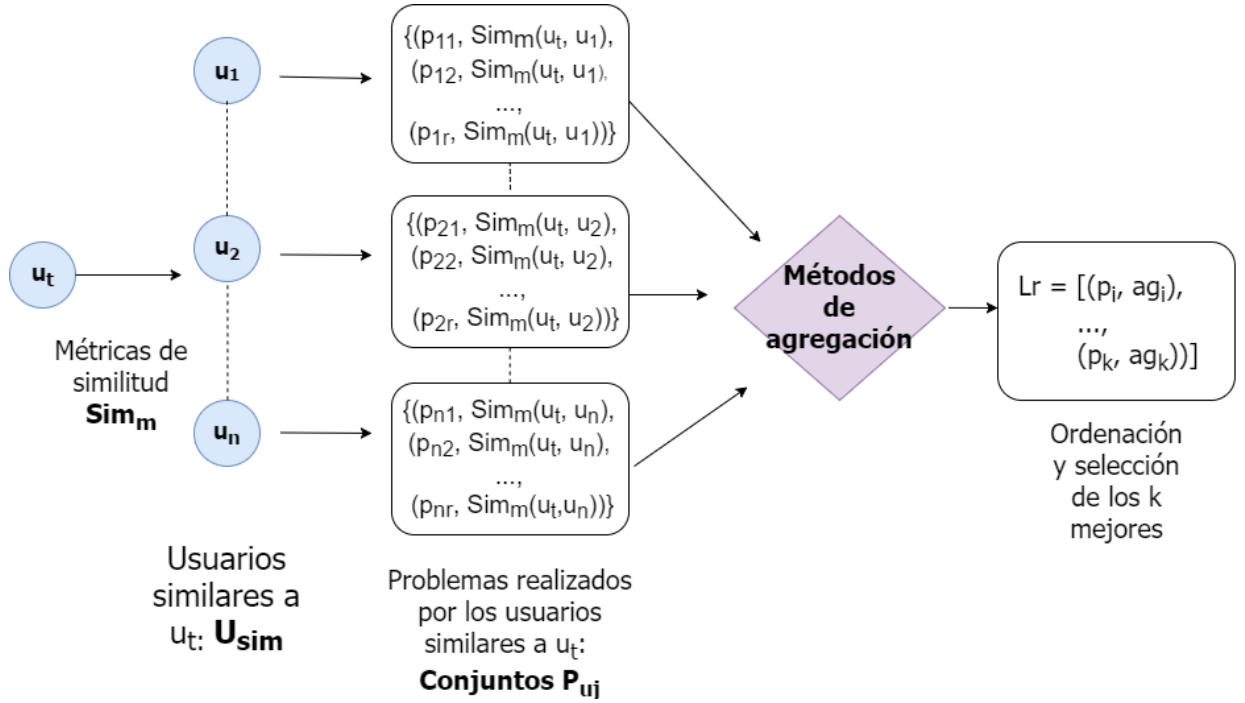 u₁
{(p₁₁, Simₘ(uₜ, u₁),
(p₁₂, Simₘ(uₜ, u₁),
...,
(p₁ᵣ, Simₘ(uₜ, u₁))}
u₂
{(p₂₁, Simₘ(uₜ, u₂),
(p₂₂, Simₘ(uₜ, u₂),
...,
(p₂ᵣ, Simₘ(uₜ, u₂))}
uₜ
Métricas de
similitud
Simₘ
uₙ
{(pₙ₁, Simₘ(uₜ, uₙ),
(pₙ₂, Simₘ(uₜ, uₙ),
...,
(pₙᵣ, Simₘ(uₜ,uₙ))}
Métodos
de
agregación
Lr = [(pᵢ, agᵢ),
...,
(pₖ, agₖ))]
Ordenación
y selección
de los k
mejores
Usuarios
similares a
uₜ: Uₛᵢₘ
Problemas realizados
por los usuarios
similares a uₜ:
Conjuntos Pᵤⱼ